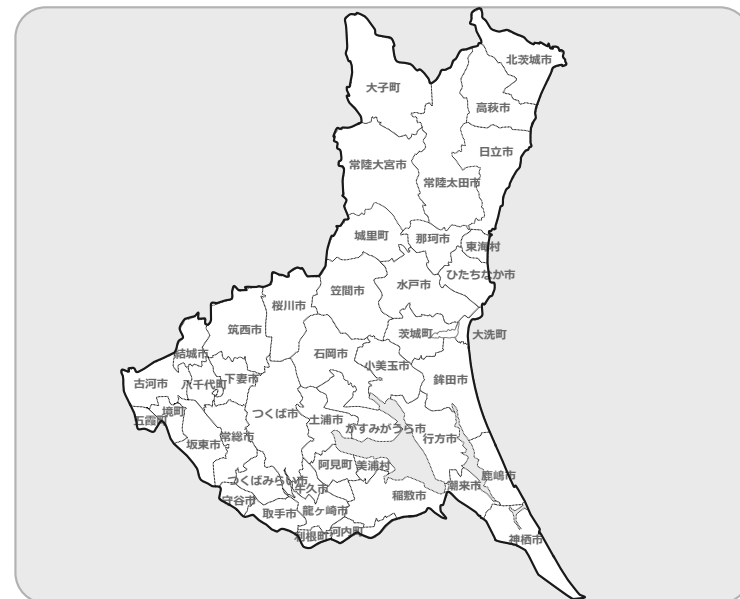 北茨城市
大子町
高萩市
日立市
常陸大宮市
常陸太田市
城里町
那珂市
東海村
ひたちなか市
水戸市
笠間市
桜川市
筑西市
茨城町
大洗町
結城市
石岡市
小美玉市
古河市
八千代町
下妻市
鉾田市
五霞町
境町
つくば市
土浦市
かすみがうら市
坂東市
常総市
行方市
阿見町
美浦村
鹿嶋市
つくばみらい市
牛久市
潮来市
守谷市
稲敷市
取手市
龍ヶ崎市
利根町
河内町
神栖市